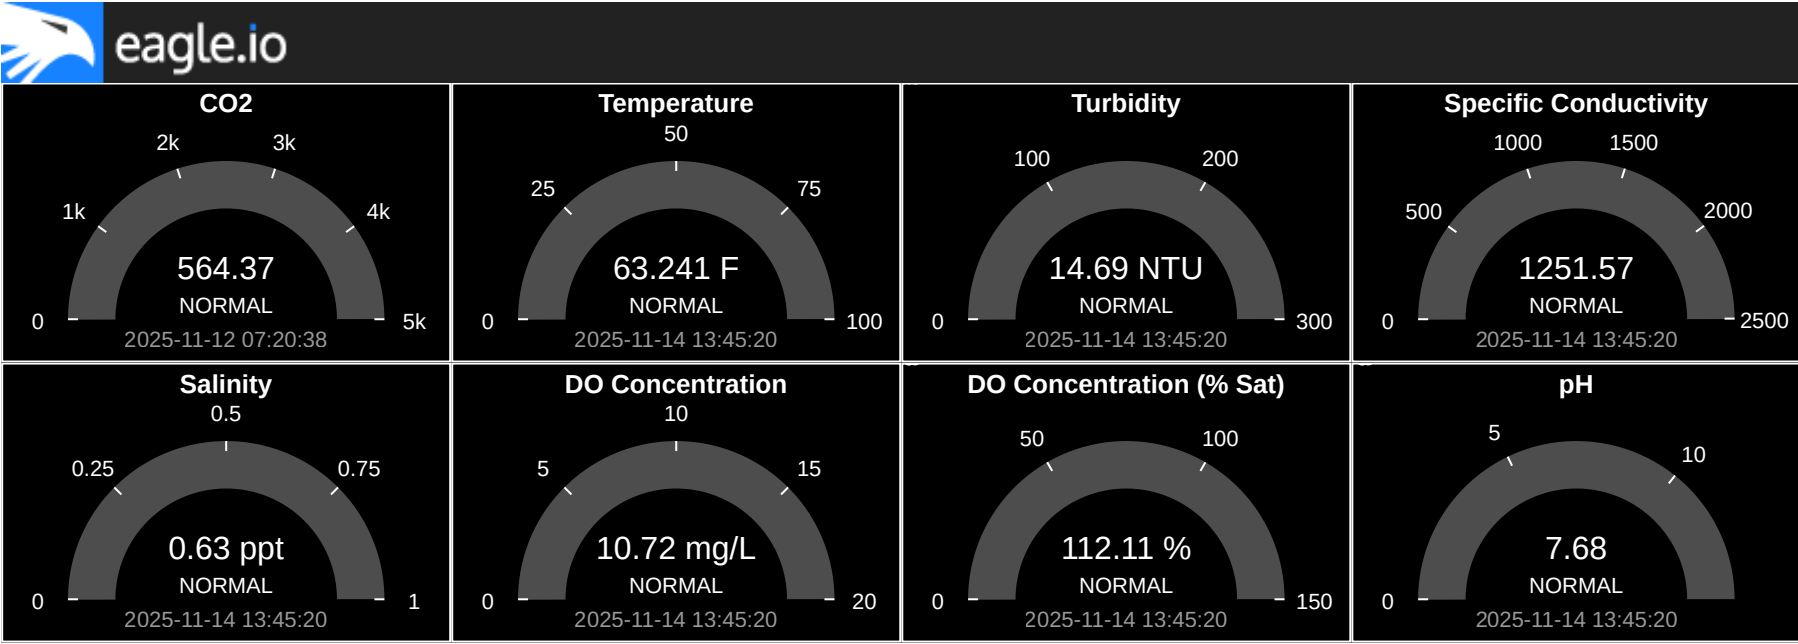 eagle.io
CO2
2k
3k
1k
4k
564.37
NORMAL
0
5k
2025-11-12 07:20:38
Temperature
50
25
75
63.241 F
NORMAL
0
100
2025-11-14 13:45:20
Turbidity
100
200
14.69 NTU
NORMAL
0
300
2025-11-14 13:45:20
Specific Conductivity
1000
1500
500
2000
1251.57
NORMAL
0
2500
2025-11-14 13:45:20
Salinity
0.5
0.25
0.75
0.63 ppt
NORMAL
0
1
2025-11-14 13:45:20
DO Concentration
10
5
15
10.72 mg/L
NORMAL
0
20
2025-11-14 13:45:20
DO Concentration (% Sat)
50
100
112.11 %
NORMAL
0
150
2025-11-14 13:45:20
pH
5
10
7.68
NORMAL
0
2025-11-14 13:45:20